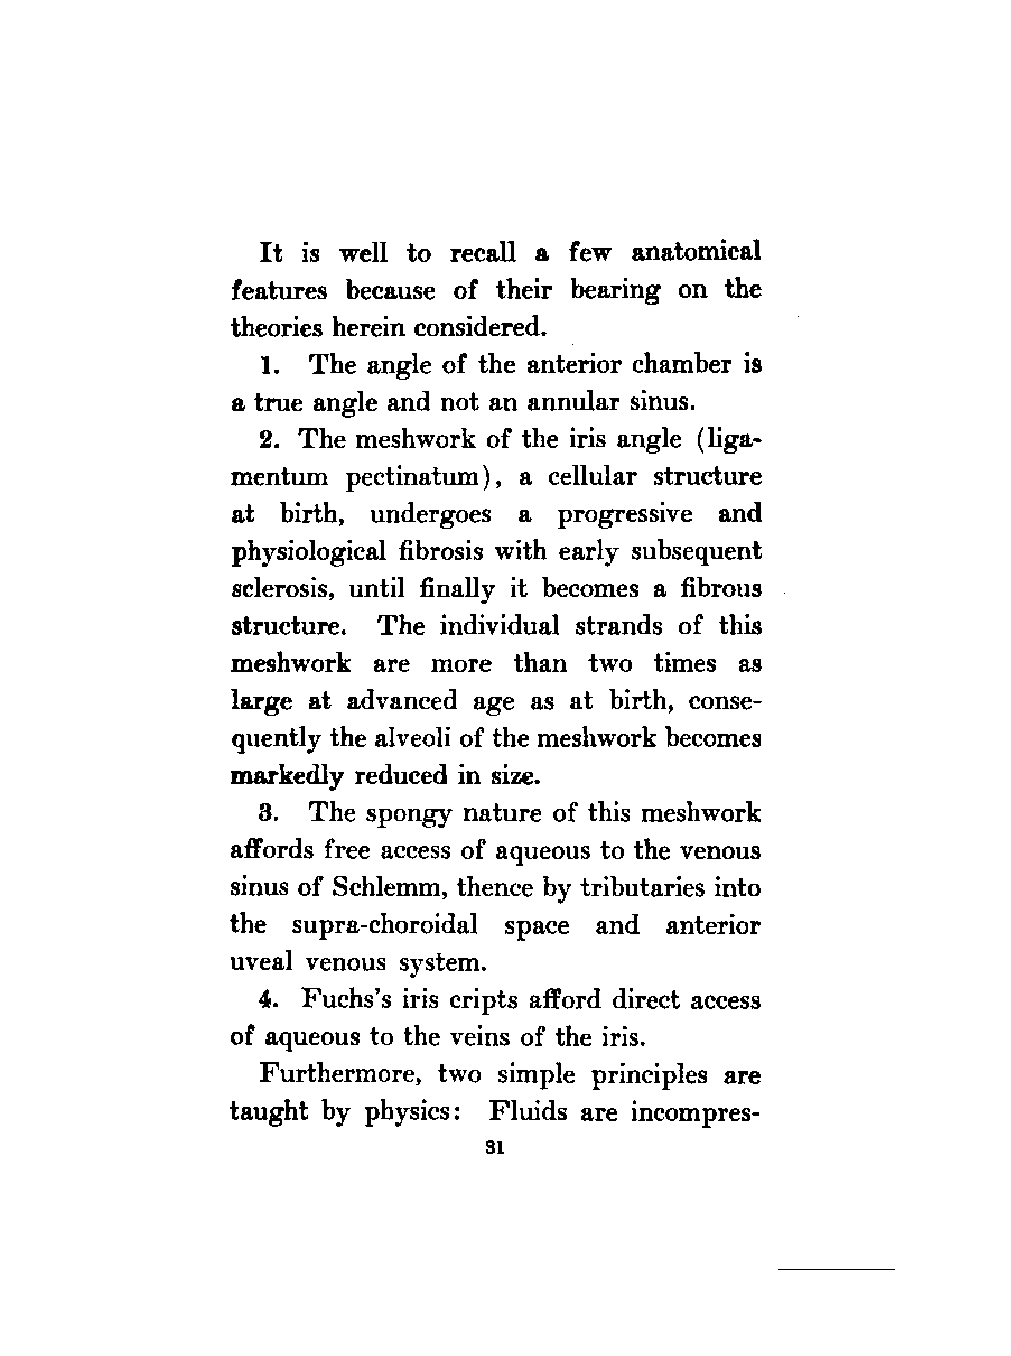 It is well to recall a few anatomical
features because of their bearing on the
theories herein considered.
1. The angle of the anterior chamber is
a true angle and not an annular sinus.
2. The meshwork of the iris angle (liga-
mentum pectinatum), a cellular structure
at birth, undergoes a progressive and
physiological fibrosis with early subsequent
sclerosis, until finally it becomes a fibrous
structure. The individual strands of this
meshwork are more than two times as
large at advanced age as at birth, conse-
quently the alveoli of the meshwork becomes
markedly reduced in size.
3. The spongy nature of this meshwork
affords free access of aqueous to the venous
sinus of Schlemm, thence by tributaries into
the supra-choroidal space and anterior
uveal venous system.
4. Fuchs's iris cripts afford direct access
of aqueous to the veins of the iris.
Furthermore, two simple principles are
taught by physics: Fluids are incompres-
31